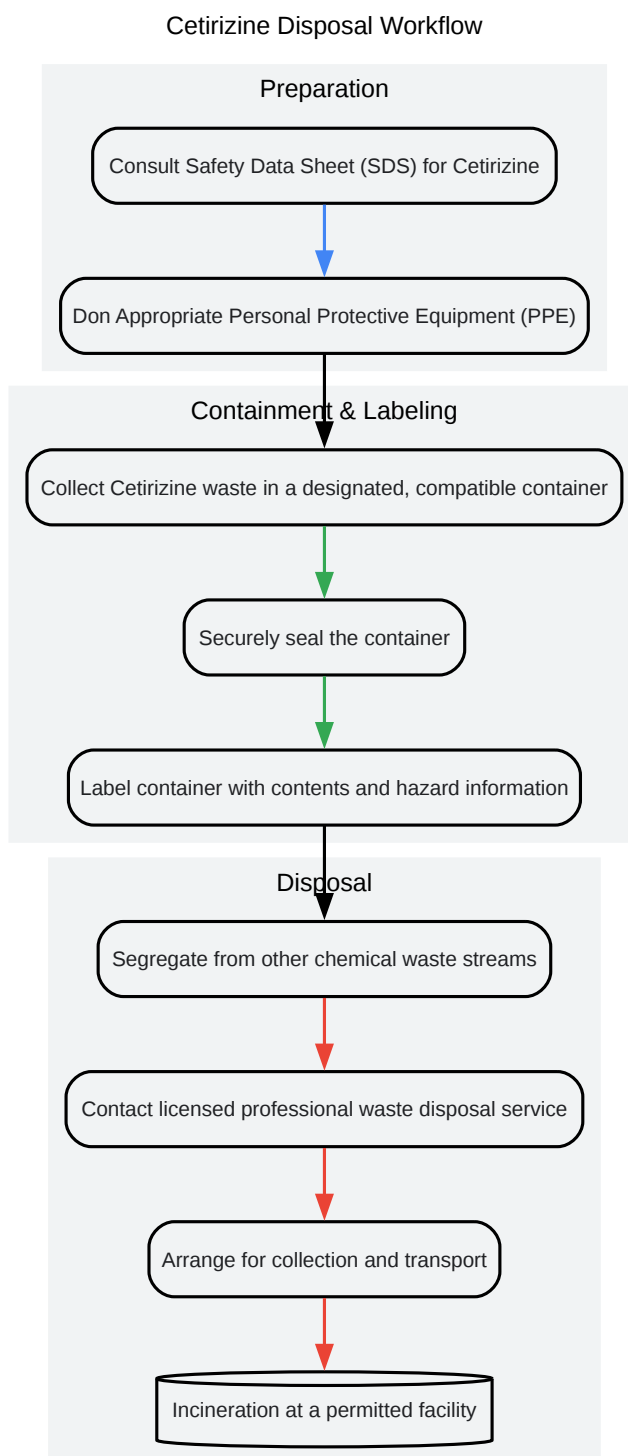 Cetirizine Disposal Workflow
Preparation
Consult Safety Data Sheet (SDS) for Cetirizine
Don Appropriate Personal Protective Equipment (PPE)
Containment & Labeling
Collect Cetirizine waste in a designated, compatible container
Securely seal the container
Label container with contents and hazard information
Disposal
Segregate from other chemical waste streams
Contact licensed professional waste disposal service
Arrange for collection and transport
Incineration at a permitted facility